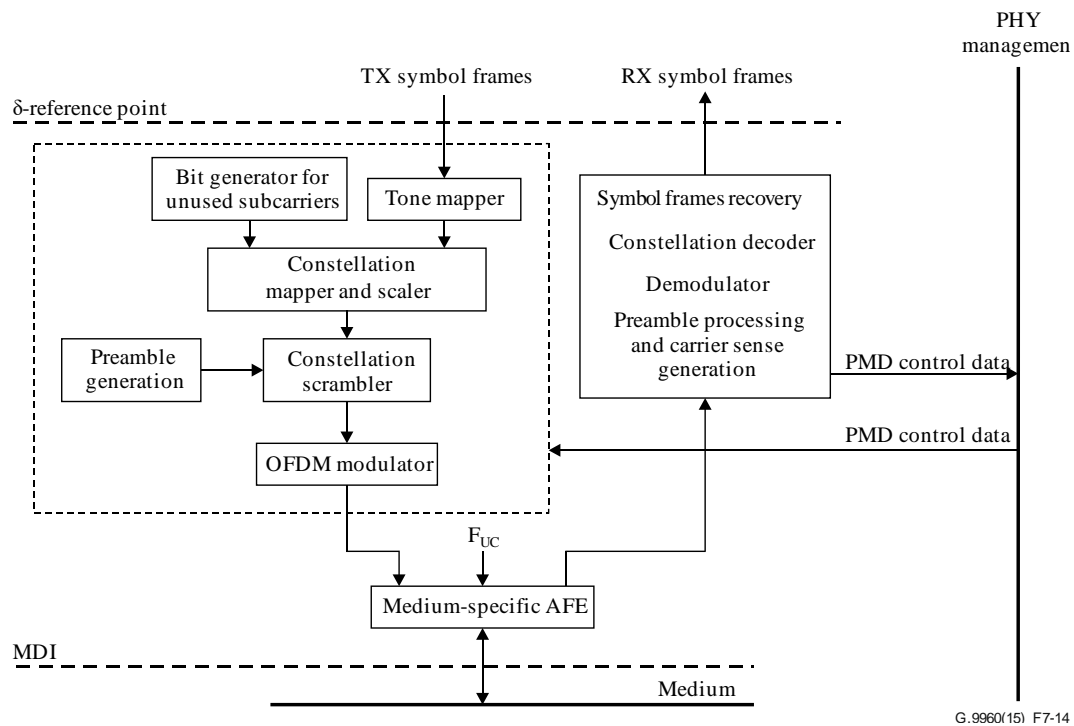 PHY
managemen
TX symbol frames
RX symbol frames
δ-reference point
Bit generator for
unused subcarriers
Tone mapper
Symbol frames recovery
Constellation decoder
Demodulator
Preamble processing
and carrier sense
generation
Constellation
mapper and scaler
Preamble
generation
Constellation
scrambler
PMD control data
PMD control data
OFDM modulator
FUC
Medium-specific AFE
MDI
Medium
G.9960(15)_F7-14